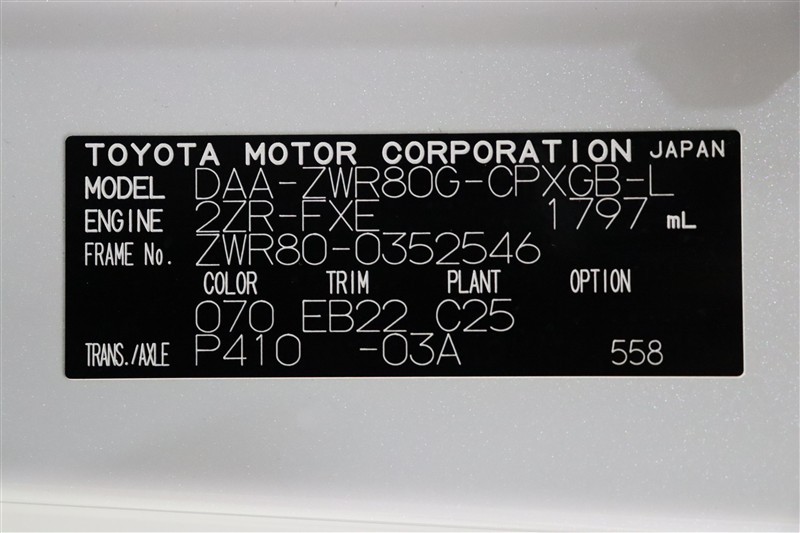 TOYOTA MOTOR CORPORATION JAPAN
MODEL DAA-ZWR80G-CPXGB-L
ENGINE 2ZR-FXE 1797 mL
FRAME No. ZWR80-0352546
COLOR TRIM PLANT OPTION
070 EB22 C25
TRANS./AXLE P410 -03A 558